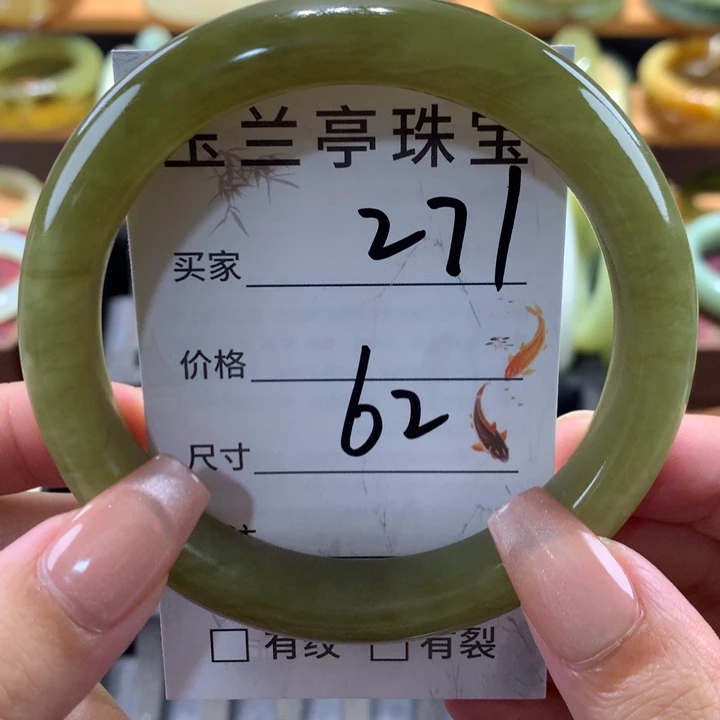 玉兰亭珠宝
买家 271
价格
尺寸 62
有纹 有裂